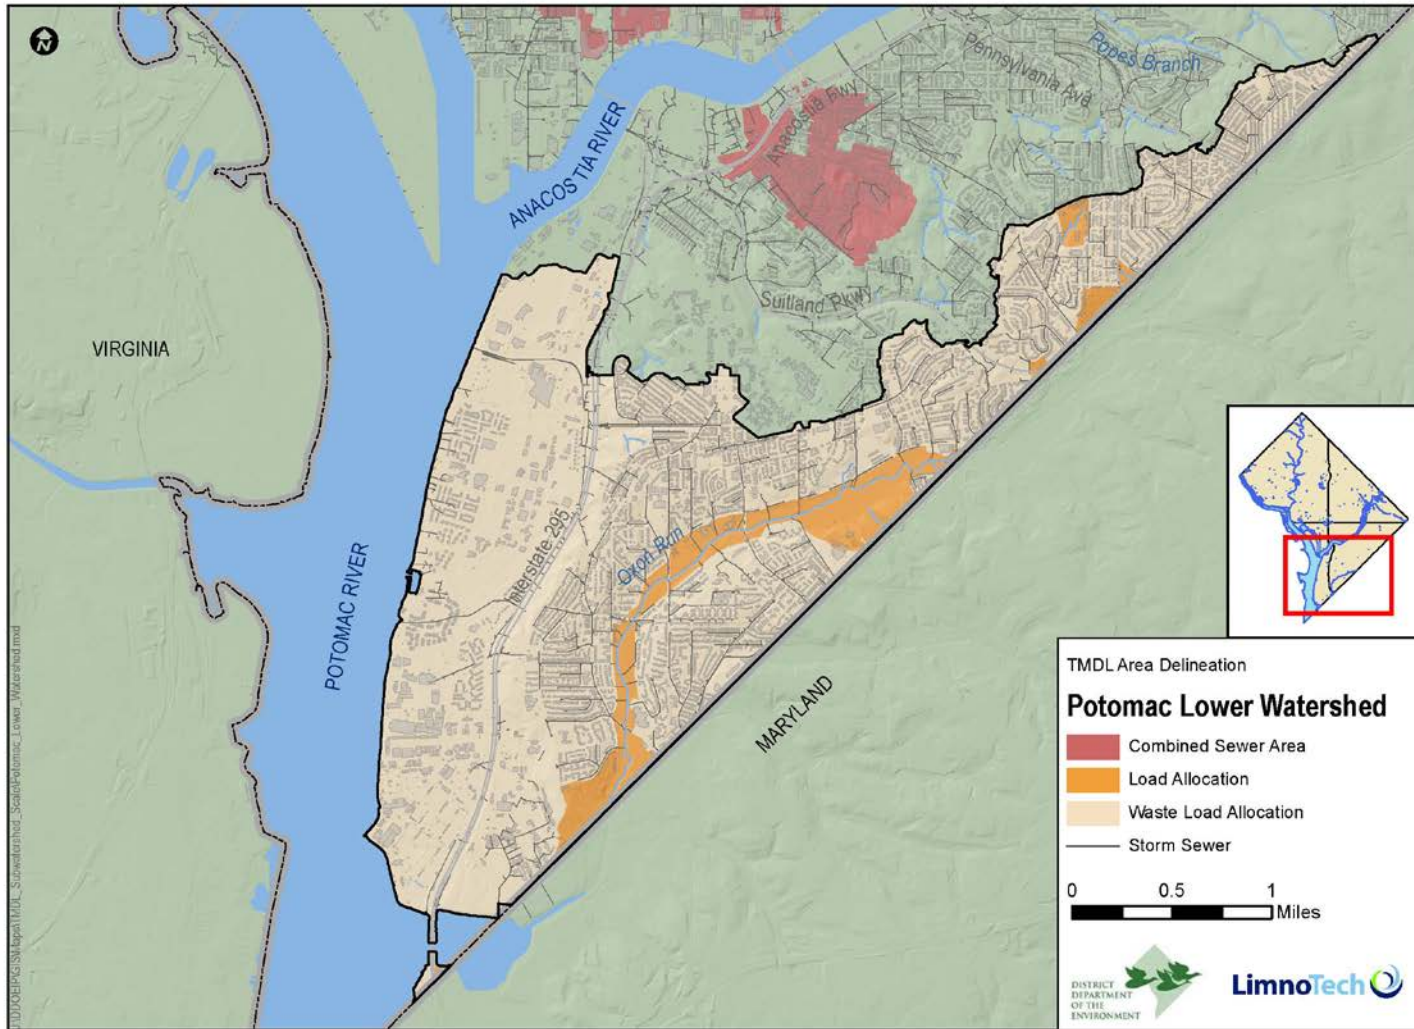 N
Popes Branch
Pennsylvania Ave
Anacostia Fwy
ANACOSTIA RIVER
Suitland Pkwy
VIRGINIA
Interstate 295
Oxon Run
POTOMAC RIVER
MARYLAND
TMDL Area Delineation
Potomac Lower Watershed
Combined Sewer Area
Load Allocation
Waste Load Allocation
Storm Sewer
0 0.5 1
Miles
DISTRICT
DEPARTMENT
OF THE
ENVIRONMENT
LimnoTech